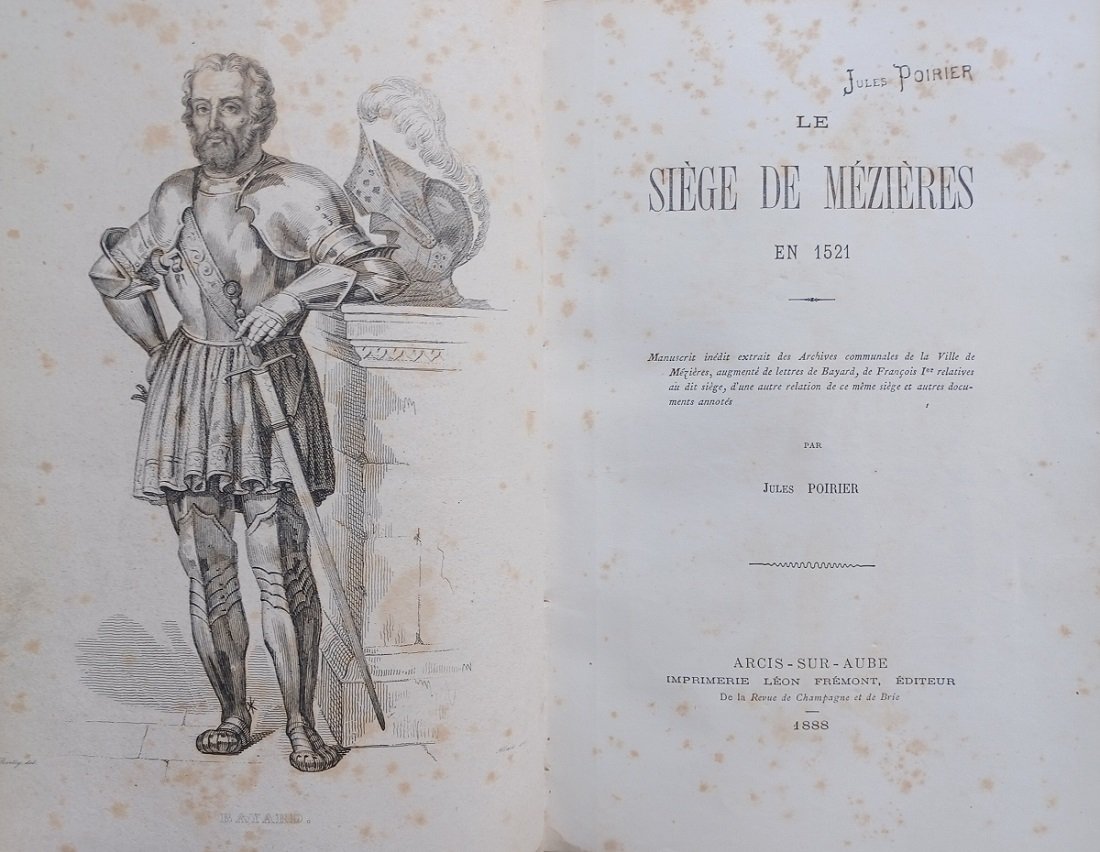 BAYARD.
Jules POIRIER
LE
SIÈGE DE MÉZIÈRES
EN 1521
Manuscrit inédit extrait des Archives communales de la Ville de
Mézières, augmenté de lettres de Bayard, de François Ier relatives
au dit siège, d'une autre relation de ce même siège et autres docu-
ments annotés
PAR
Jules POIRIER
ARCIS-SUR-AUBE
IMPRIMERIE LÉON FRÉMONT, ÉDITEUR
De la Revue de Champagne et de Brie
1888